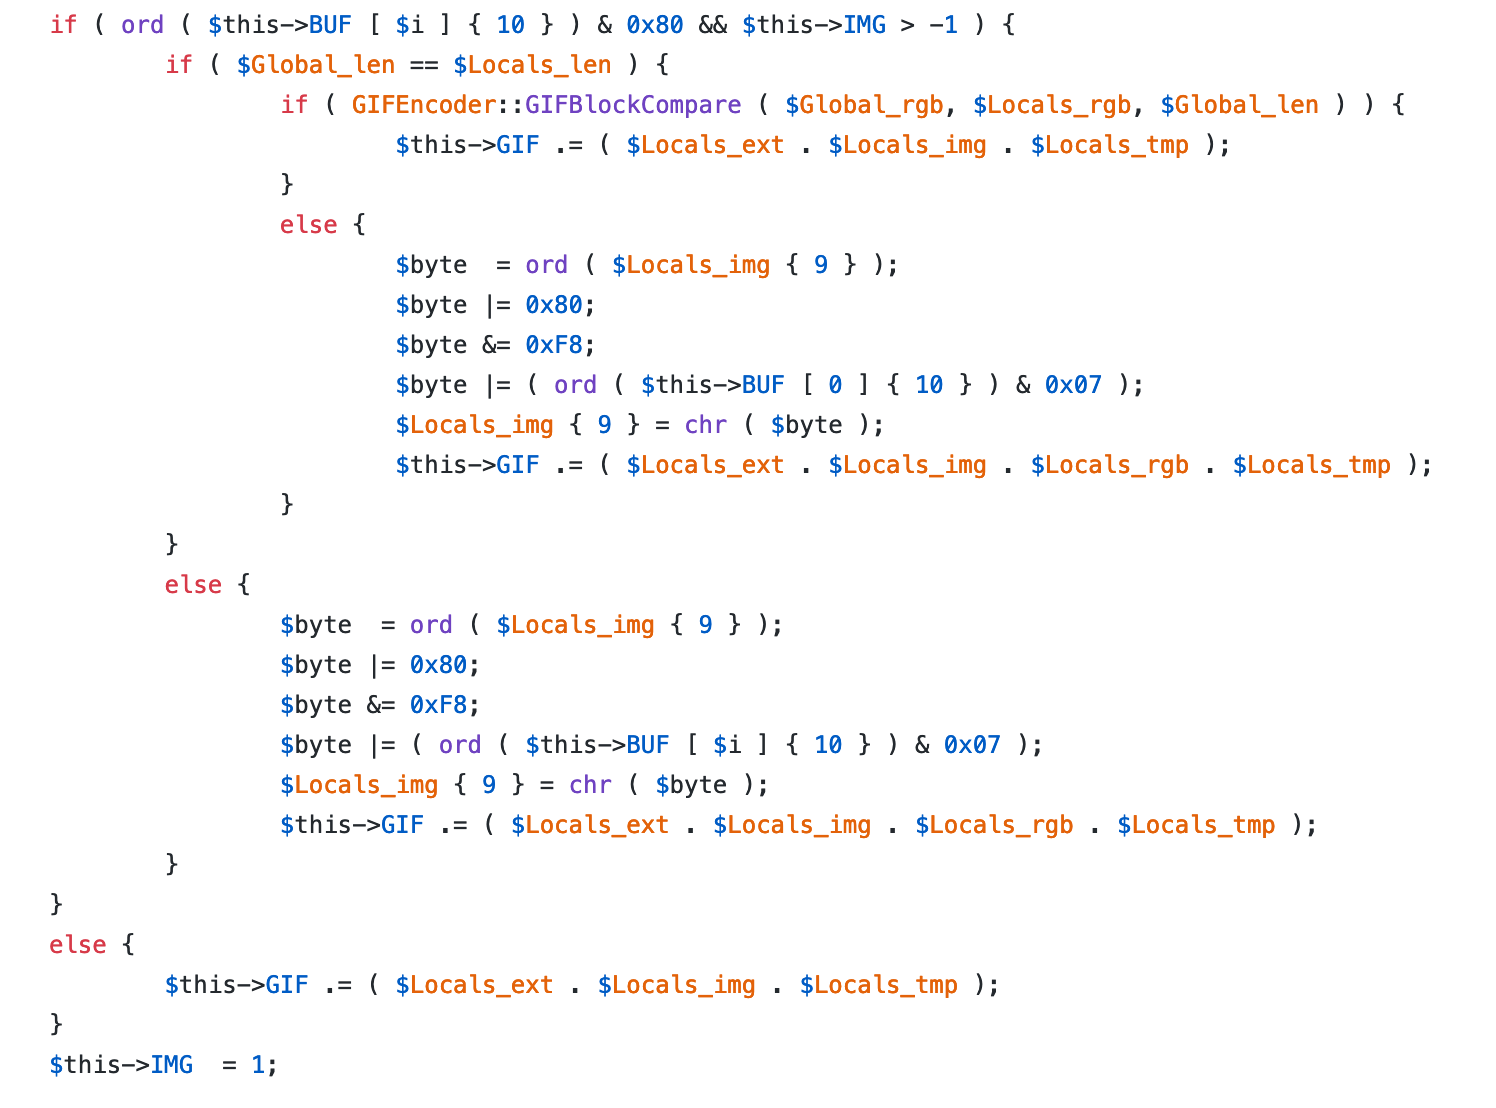 if ( ord ( $this->BUF [ $i ] { 10 } ) & 0x80 && $this->IMG > -1 ) {
if ( $Global_len == $Locals_len ) {
if ( GIFEncoder::GIFBlockCompare ( $Global_rgb, $Locals_rgb, $Global_len ) ) {
$this->GIF .= ( $Locals_ext . $Locals_img . $Locals_tmp );
}
else {
$byte  = ord ( $Locals_img { 9 } );
$byte |= 0x80;
$byte &= 0xF8;
$byte |= ( ord ( $this->BUF [ 0 ] { 10 } ) & 0x07 );
$Locals_img { 9 } = chr ( $byte );
$this->GIF .= ( $Locals_ext . $Locals_img . $Locals_rgb . $Locals_tmp );
}
}
else {
$byte  = ord ( $Locals_img { 9 } );
$byte |= 0x80;
$byte &= 0xF8;
$byte |= ( ord ( $this->BUF [ $i ] { 10 } ) & 0x07 );
$Locals_img { 9 } = chr ( $byte );
$this->GIF .= ( $Locals_ext . $Locals_img . $Locals_rgb . $Locals_tmp );
}
}
else {
$this->GIF .= ( $Locals_ext . $Locals_img . $Locals_tmp );
}
$this->IMG  = 1;